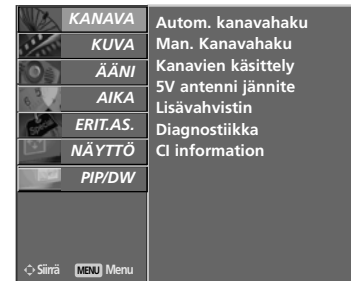 KANAVA
KUVA
ÄÄNI
AIKA
ERIT.AS.
NÄYTTÖ
PIP/DW
Autom. kanavahaku
Man. Kanavahaku
Kanavien käsittely
5V antenni jännite
Lisävahvistin
Diagnostiikka
CI information
Siirrä MENU Menu